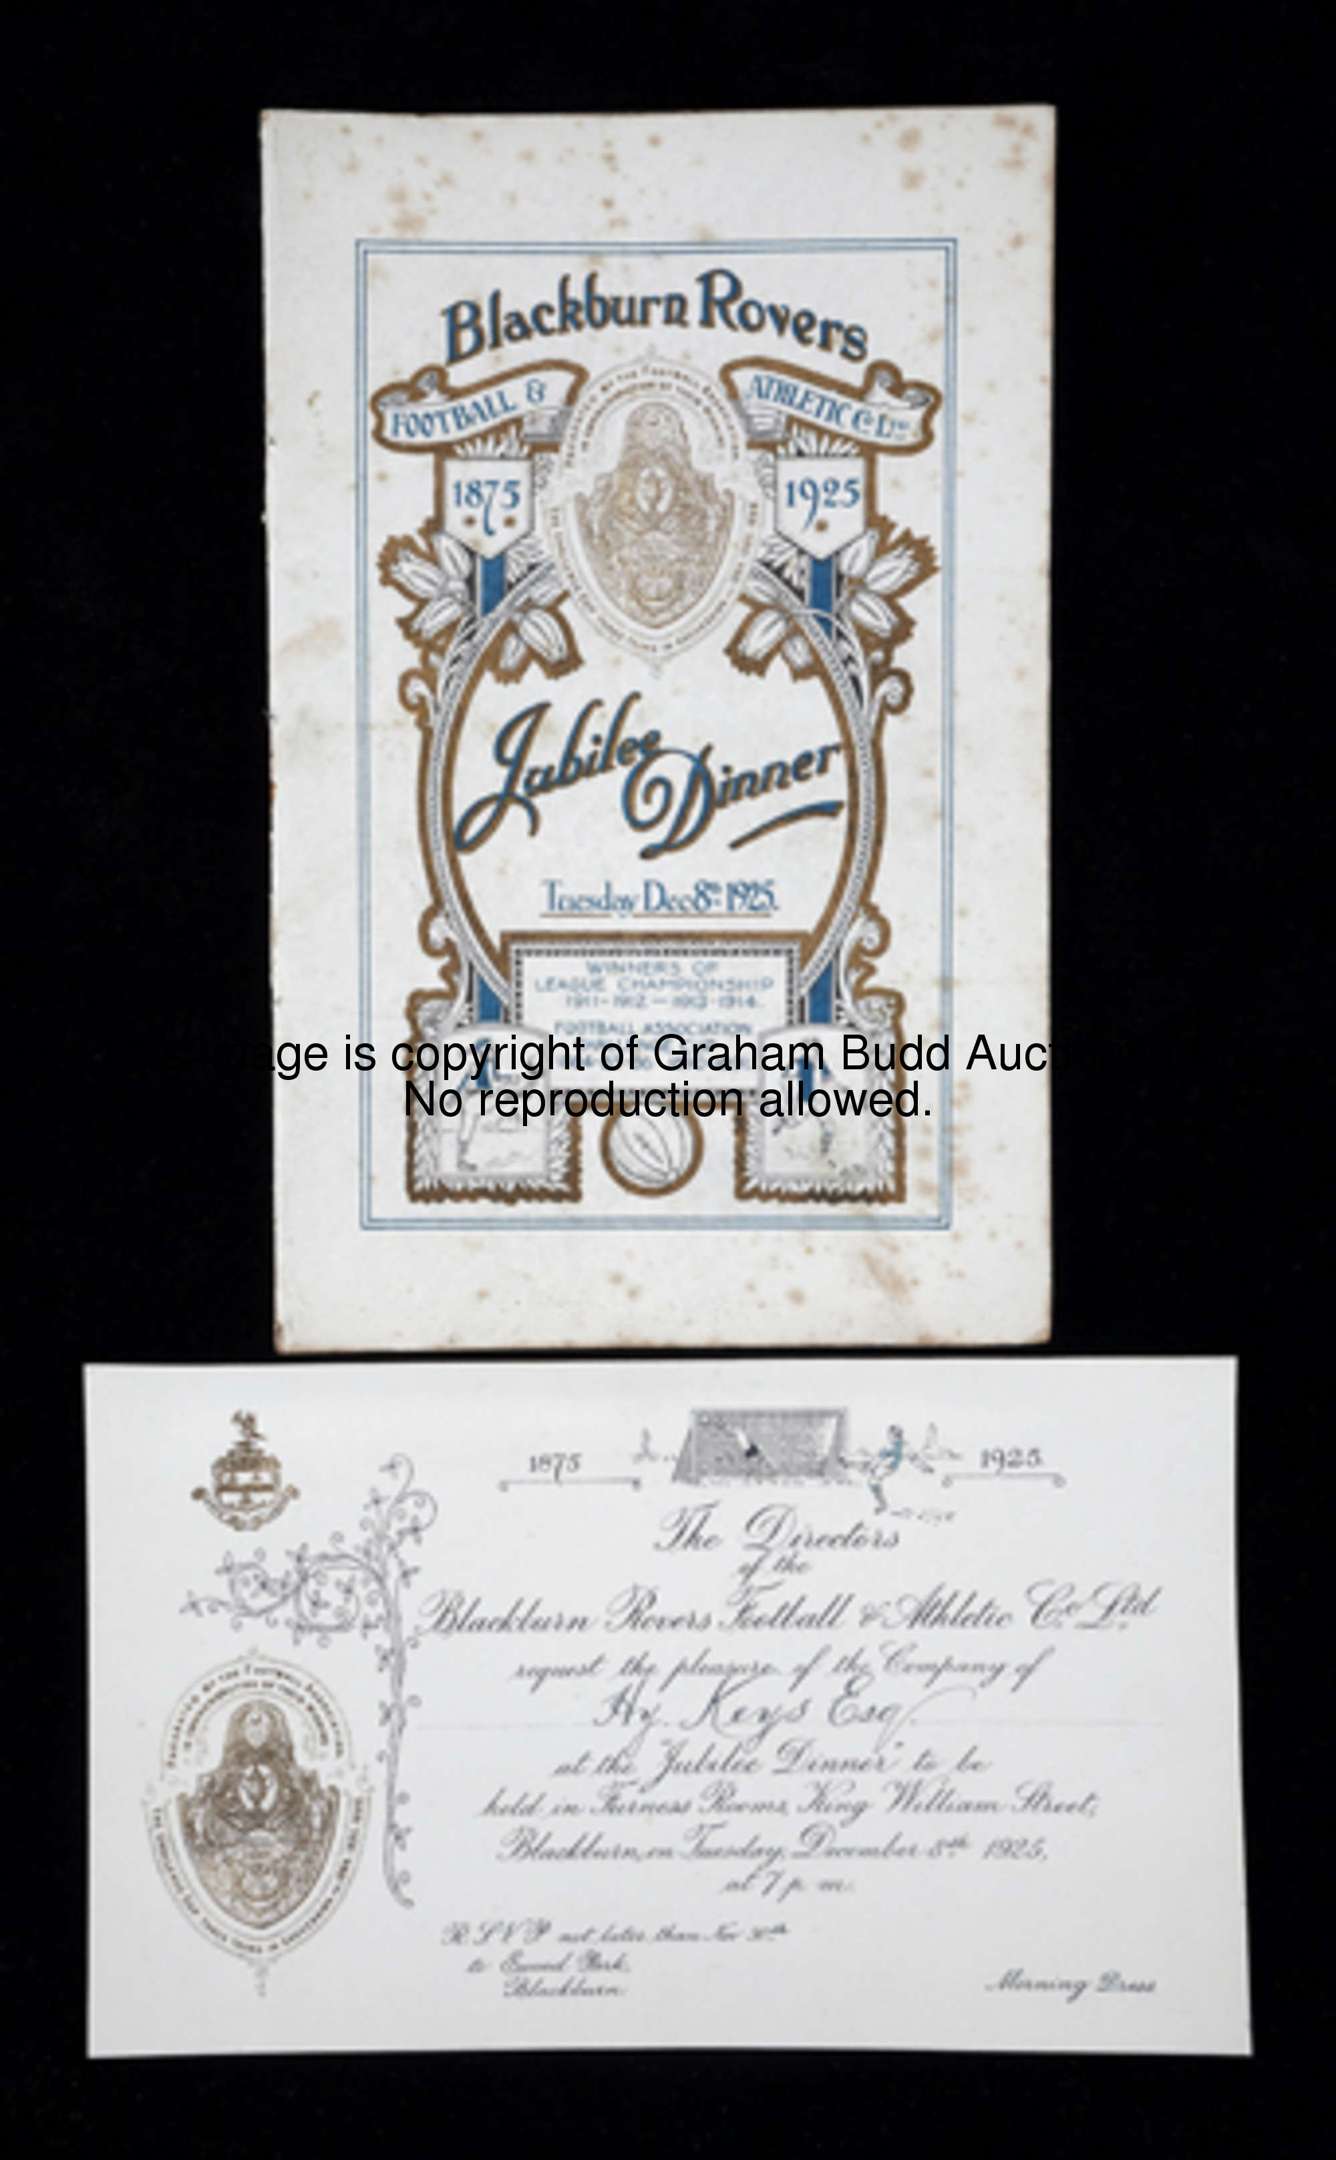 Blackburn Rovers
FOOTBALL &
ATHLETIC Co LTD
1875
1925
Jubilee
Dinner
Tuesday Dec 8th 1925.
WINNERS OF
LEAGUE CHAMPIONSHIP
1911-1912 — 1913-1914.
FOOTBALL ASSOCIATION
age is copyright of Graham Budd Auct
No reproduction allowed.
1875
1925
The Directors
of the
Blackburn Rovers Football & Athletic Co. Ltd.
request the pleasure of the Company of
Hy. Keys Esq.
at the "Jubilee Dinner" to be
held in Furness Rooms, King William Street,
Blackburn, on Tuesday, December 8th 1925,
at 7 p.m.
R.S.V.P. not later than Nov 30th
to Ewood Park,
Blackburn.
Morning Dress